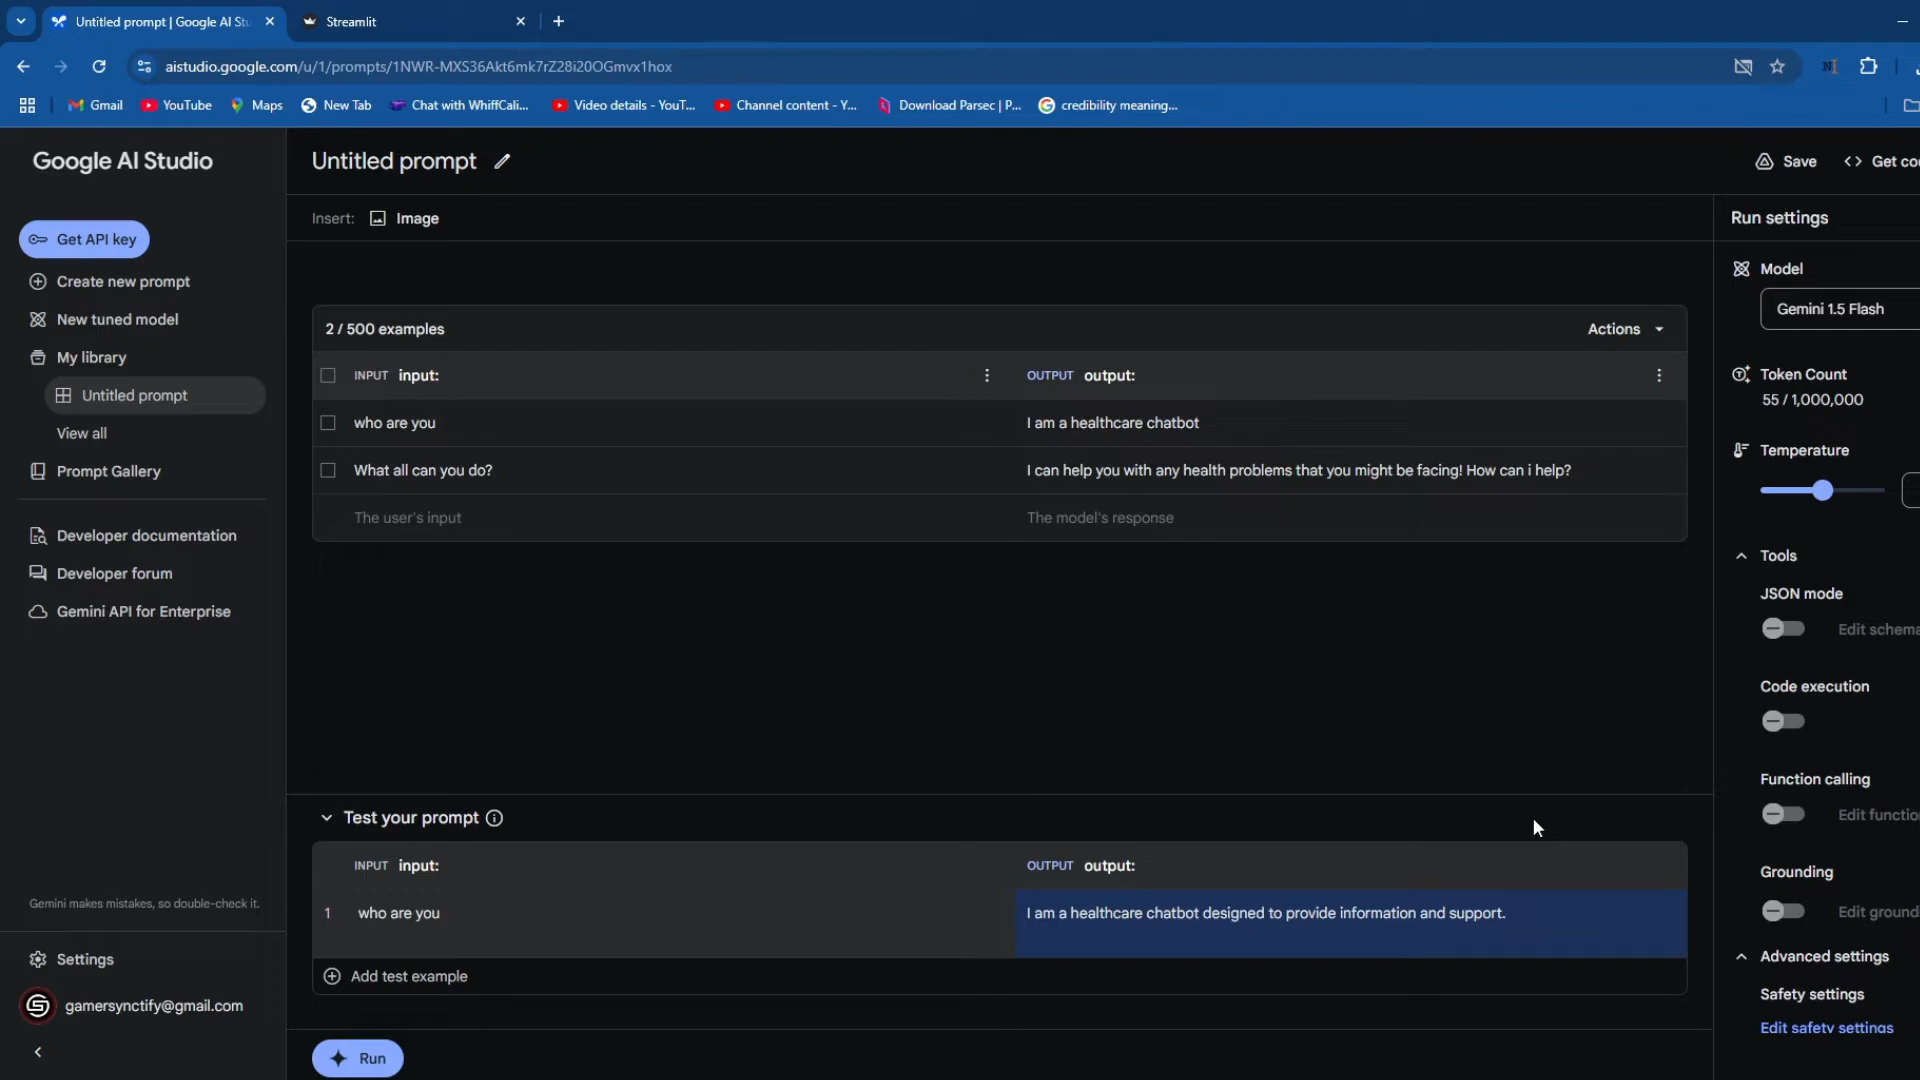 Untitled prompt | Google AI Stu
Streamlit
aistudio.google.com/u/1/prompts/1NWR-MXS36Akt6mk7rZ28i20OGmvx1hox
Gmail
YouTube
Maps
New Tab
Chat with WhiffCali...
Video details - YouT...
Channel content - Y...
Download Parsec | P...
credibility meaning...
Google AI Studio
Get API key
Create new prompt
New tuned model
My library
Untitled prompt
View all
Prompt Gallery
Developer documentation
Developer forum
Gemini API for Enterprise
Gemini makes mistakes, so double-check it.
Settings
gamersynctify@gmail.com
Untitled prompt
Save
<> Get co
Insert: Image
2 / 500 examples
Actions
INPUT input:
OUTPUT output:
who are you
I am a healthcare chatbot
What all can you do?
I can help you with any health problems that you might be facing! How can i help?
The user's input
The model's response
Test your prompt
INPUT input:
OUTPUT output:
1 who are you
I am a healthcare chatbot designed to provide information and support.
Add test example
Run
Run settings
Model
Gemini 1.5 Flash
Token Count
55 / 1,000,000
Temperature
Tools
JSON mode
Edit schema
Code execution
Function calling
Edit functio
Grounding
Edit ground
Advanced settings
Safety settings
Edit safety settings